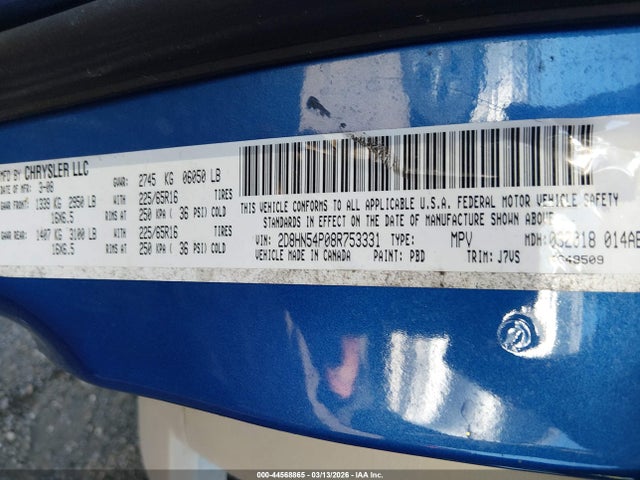 MFD BY CHRYSLER LLC
DATE OF MFR 3-08
GVWR: 2745 KG 06050 LB
GAWR FRONT: 1339 KG 2950 LB WITH 225/65R16 TIRES
16X6.5 RIMS AT 250 KPA ( 36 PSI) COLD
GAWR REAR: 1407 KG 3100 LB WITH 225/65R16 TIRES
16X6.5 RIMS AT 250 KPA ( 36 PSI) COLD
THIS VEHICLE CONFORMS TO ALL APPLICABLE U.S.A. FEDERAL MOTOR VEHICLE SAFETY
STANDARDS IN EFFECT ON THE DATE OF MANUFACTURE SHOWN ABOVE.
VIN: 2D8HN54P08R753331 TYPE: MPV MDH: 014AE
VEHICLE MADE IN CANADA PAINT: PBD TRIM: J7VS
000-44568865 | 03/13/2026 | IAA Inc.